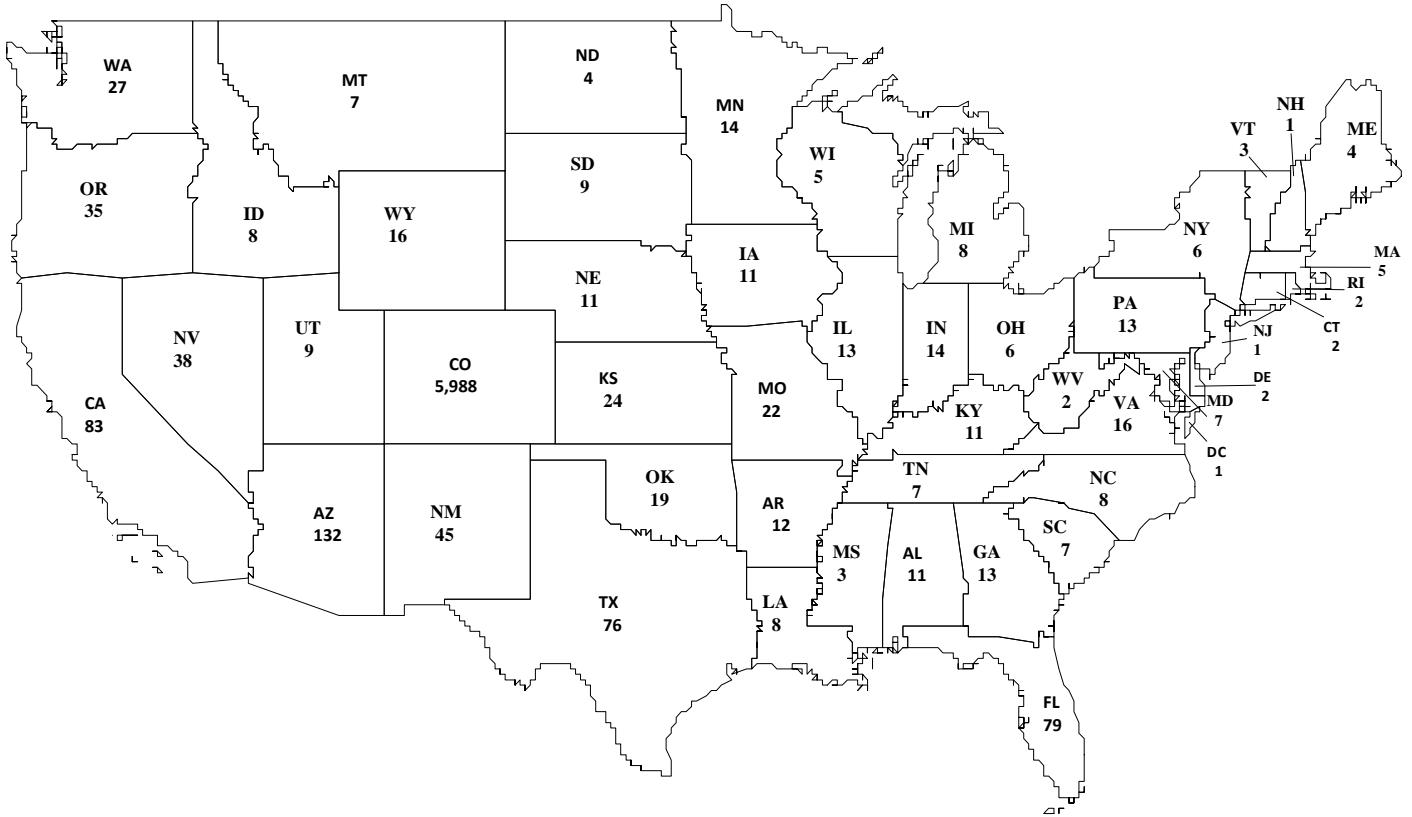 WA
27
MT
7
ND
4
MN
14
NH
1
VT
3
ME
4
WI
5
SD
9
OR
35
ID
8
WY
16
MI
8
NY
6
MA
5
IA
11
NE
11
RI
2
PA
13
NV
38
UT
9
IL
13
IN
14
OH
6
NJ
1
CT
2
CO
5,988
KS
24
MO
22
WV
2
VA
16
DE
2
MD
7
CA
83
KY
11
DC
1
TN
7
NC
8
OK
19
AR
12
AZ
132
NM
45
SC
7
MS
3
AL
11
GA
13
TX
76
LA
8
FL
79